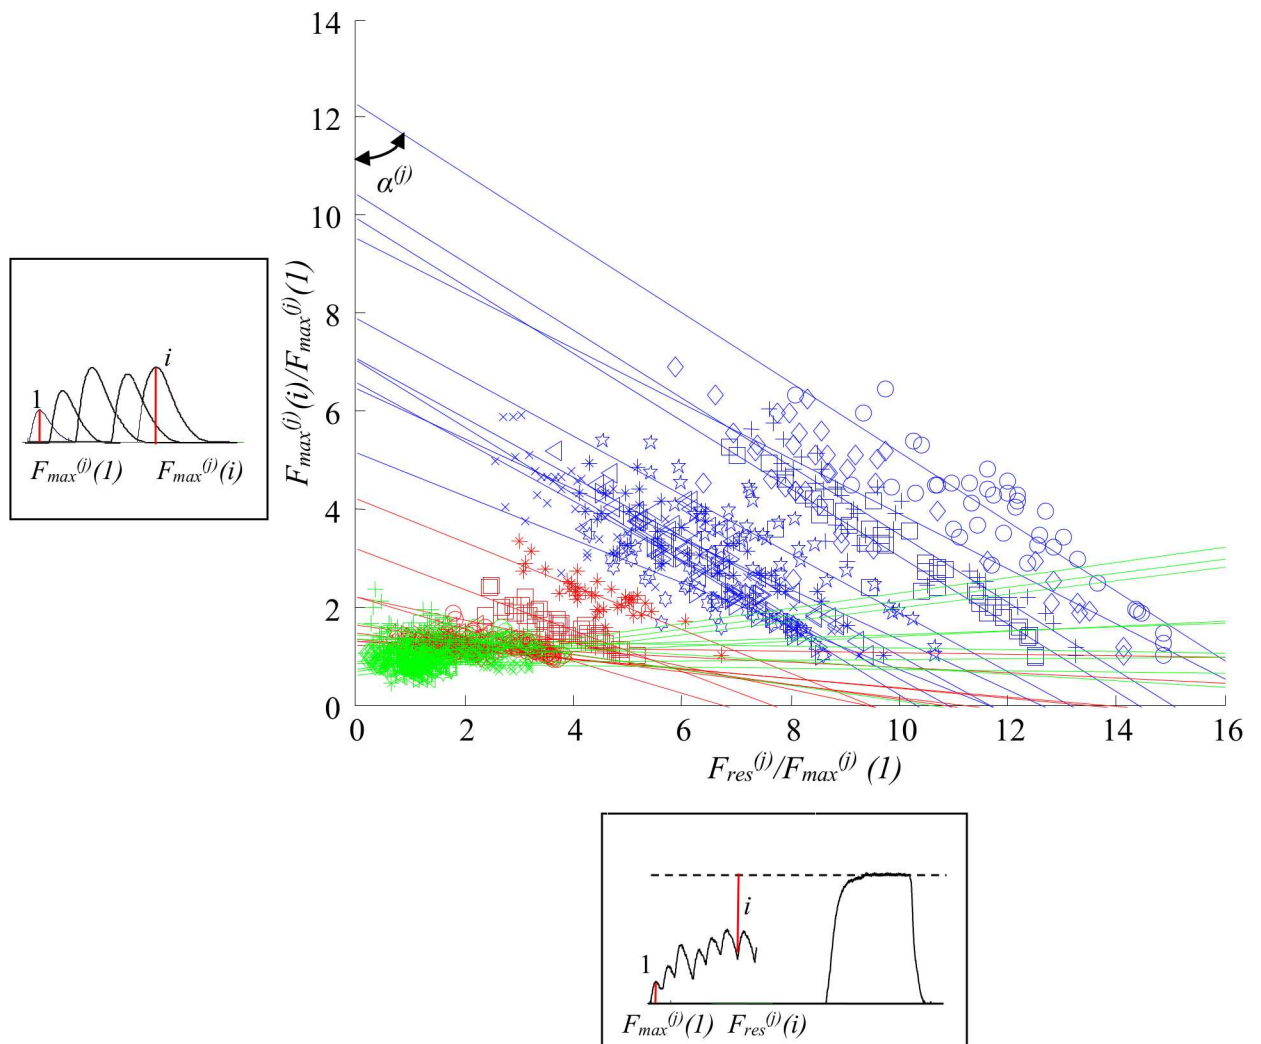 14
12
α(j)
10
8
6
4
2
0
Fmax(j)(i)/Fmax(j)(1)
0 2 4 6 8 10 12 14 16
Fres(j)/Fmax(j) (1)
1 i
Fmax(j)(1) Fmax(j)(i)
i
1
Fmax(j)(1) Fres(j)(i)